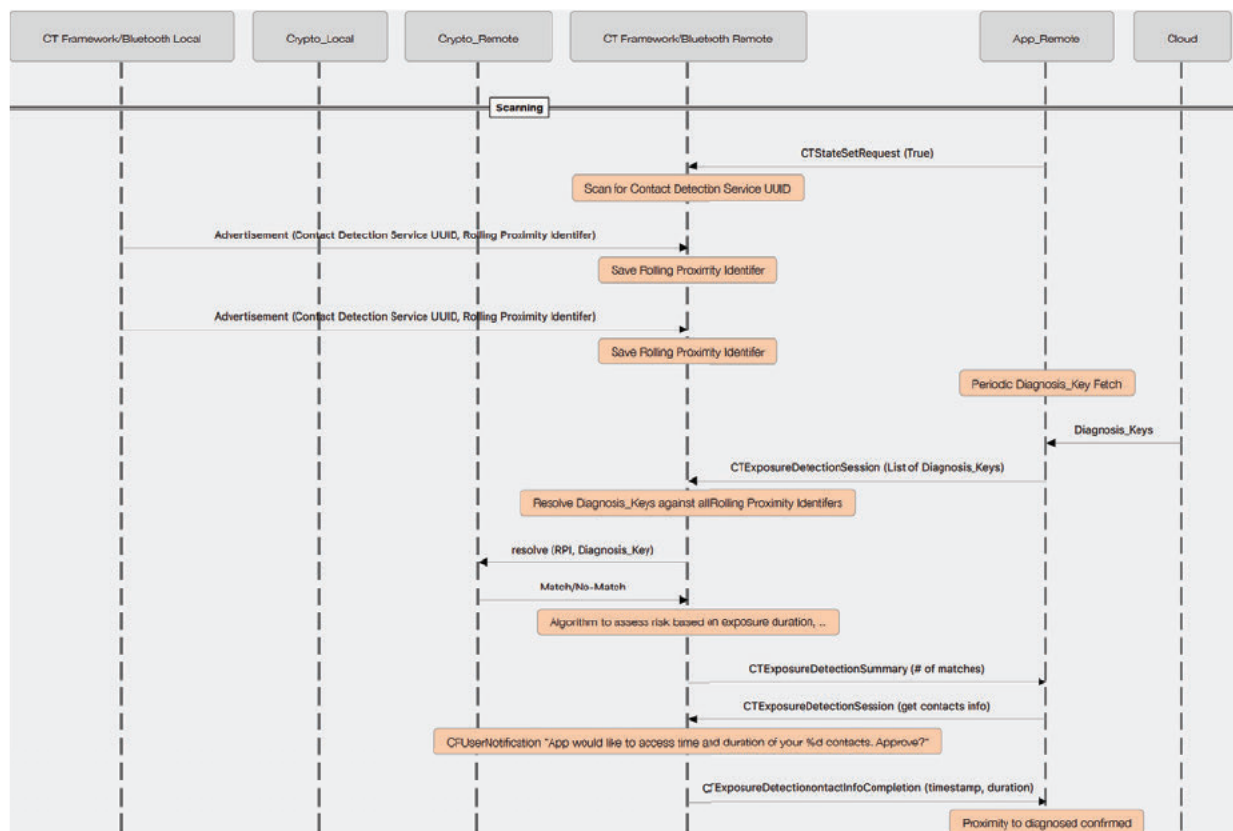 CT Framework/Bluetooth Local
Crypto_Local
Crypto_Remote
CT Framework/Bluetooth Remote
App_Remote
Cloud
Scanning
CTStateSetRequest (True)
Scan for Contact Detection Service UUID
Advertisement (Contact Detection Service UUID, Rolling Proximity Identifer)
Save Rolling Proximity Identifer
Advertisement (Contact Detection Service UUID, Rolling Proximity Identifer)
Save Rolling Proximity Identifer
Periodic Diagnosis_Key Fetch
Diagnosis_Keys
CTExposureDetectionSession (List of Diagnosis_Keys)
Resolve Diagnosis_Keys against allRolling Proximity Identifers
resolve (RPI, Diagnosis_Key)
Match/No-Match
Algorithm to assess risk based on exposure duration, ...
CTExposureDetectionSummary (# of matches)
CTExposureDetectionSession (get contacts info)
CFUserNotification "App would like to access time and duration of your %d contacts. Approve?"
CTExposureDetectionontactInfoCompletion (timestamp, duration)
Proximity to diagnosed confirmed